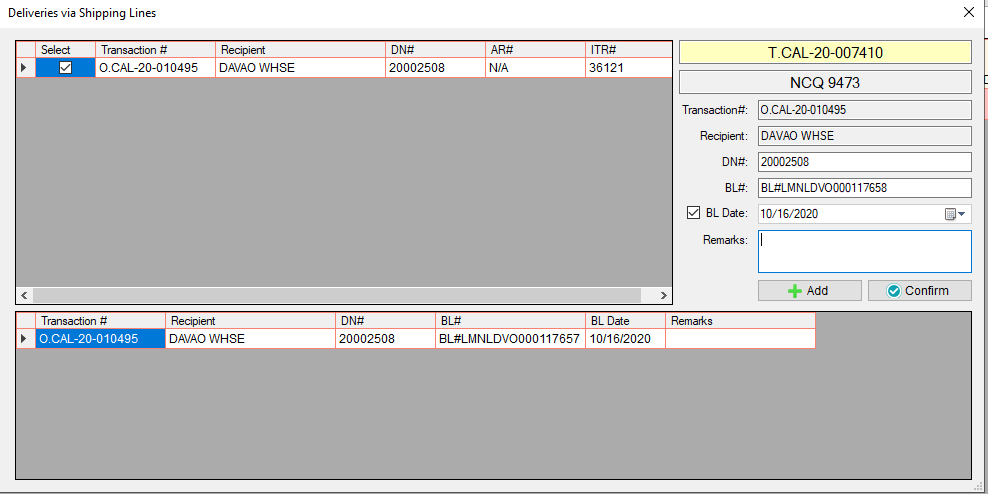 Deliveries via Shipping Lines
Select Transaction # Recipient DN# AR# ITR#
O.CAL-20-010495 DAVAO WHSE 20002508 N/A 36121
T.CAL-20-007410
NCQ 9473
Transaction#: O.CAL-20-010495
Recipient: DAVAO WHSE
DN#: 20002508
BL#: BL#LMNLDVO000117658
BL Date: 10/16/2020
Remarks:
Add Confirm
Transaction # Recipient DN# BL# BL Date Remarks
O.CAL-20-010495 DAVAO WHSE 20002508 BL#LMNLDVO000117657 10/16/2020